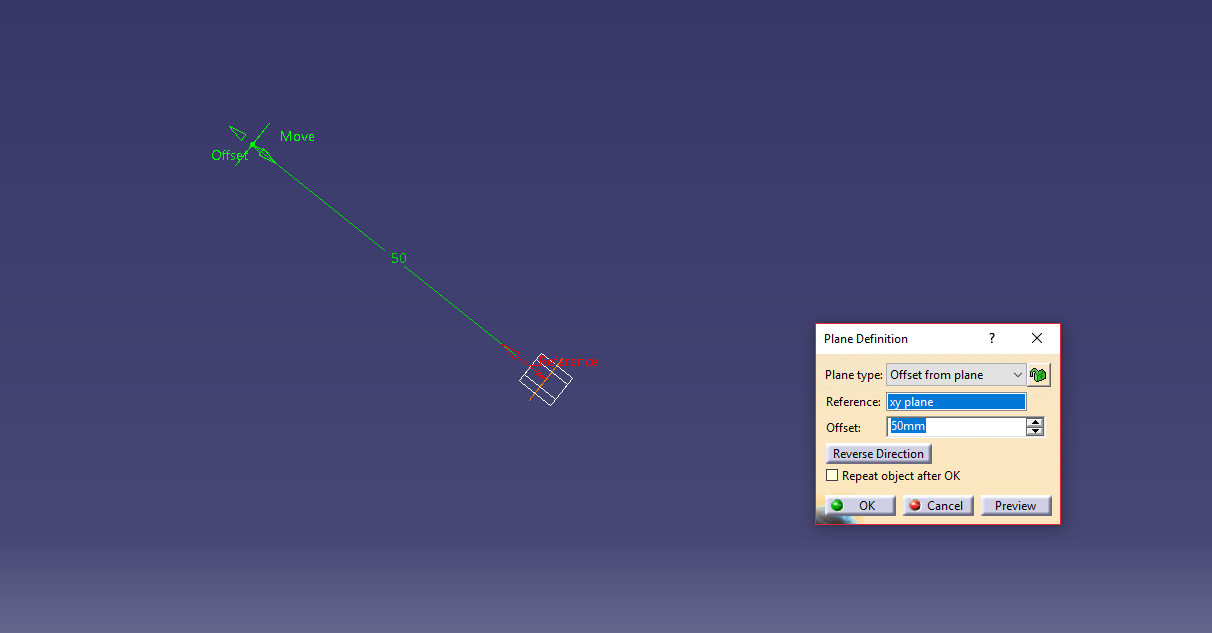 Move
Offset
50
Reference
Plane Definition
?
Plane type: Offset from plane
Reference: xy plane
Offset: 50mm
Reverse Direction
Repeat object after OK
OK Cancel Preview